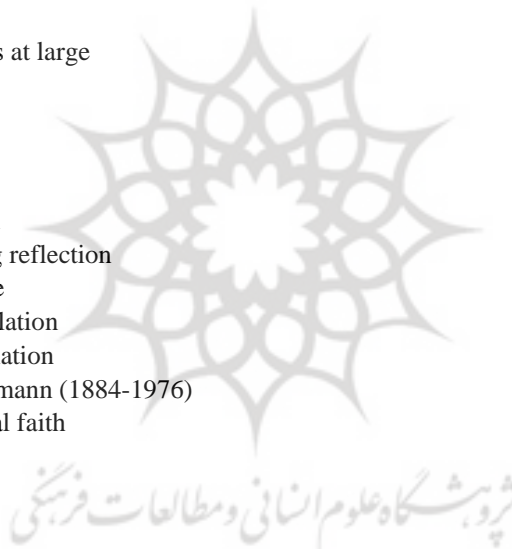 s at large
g reflection
e
lation
ation
mann (1884-1976)
al faith
پژوهشگاه علوم انسانی و مطالعات فرهنگی